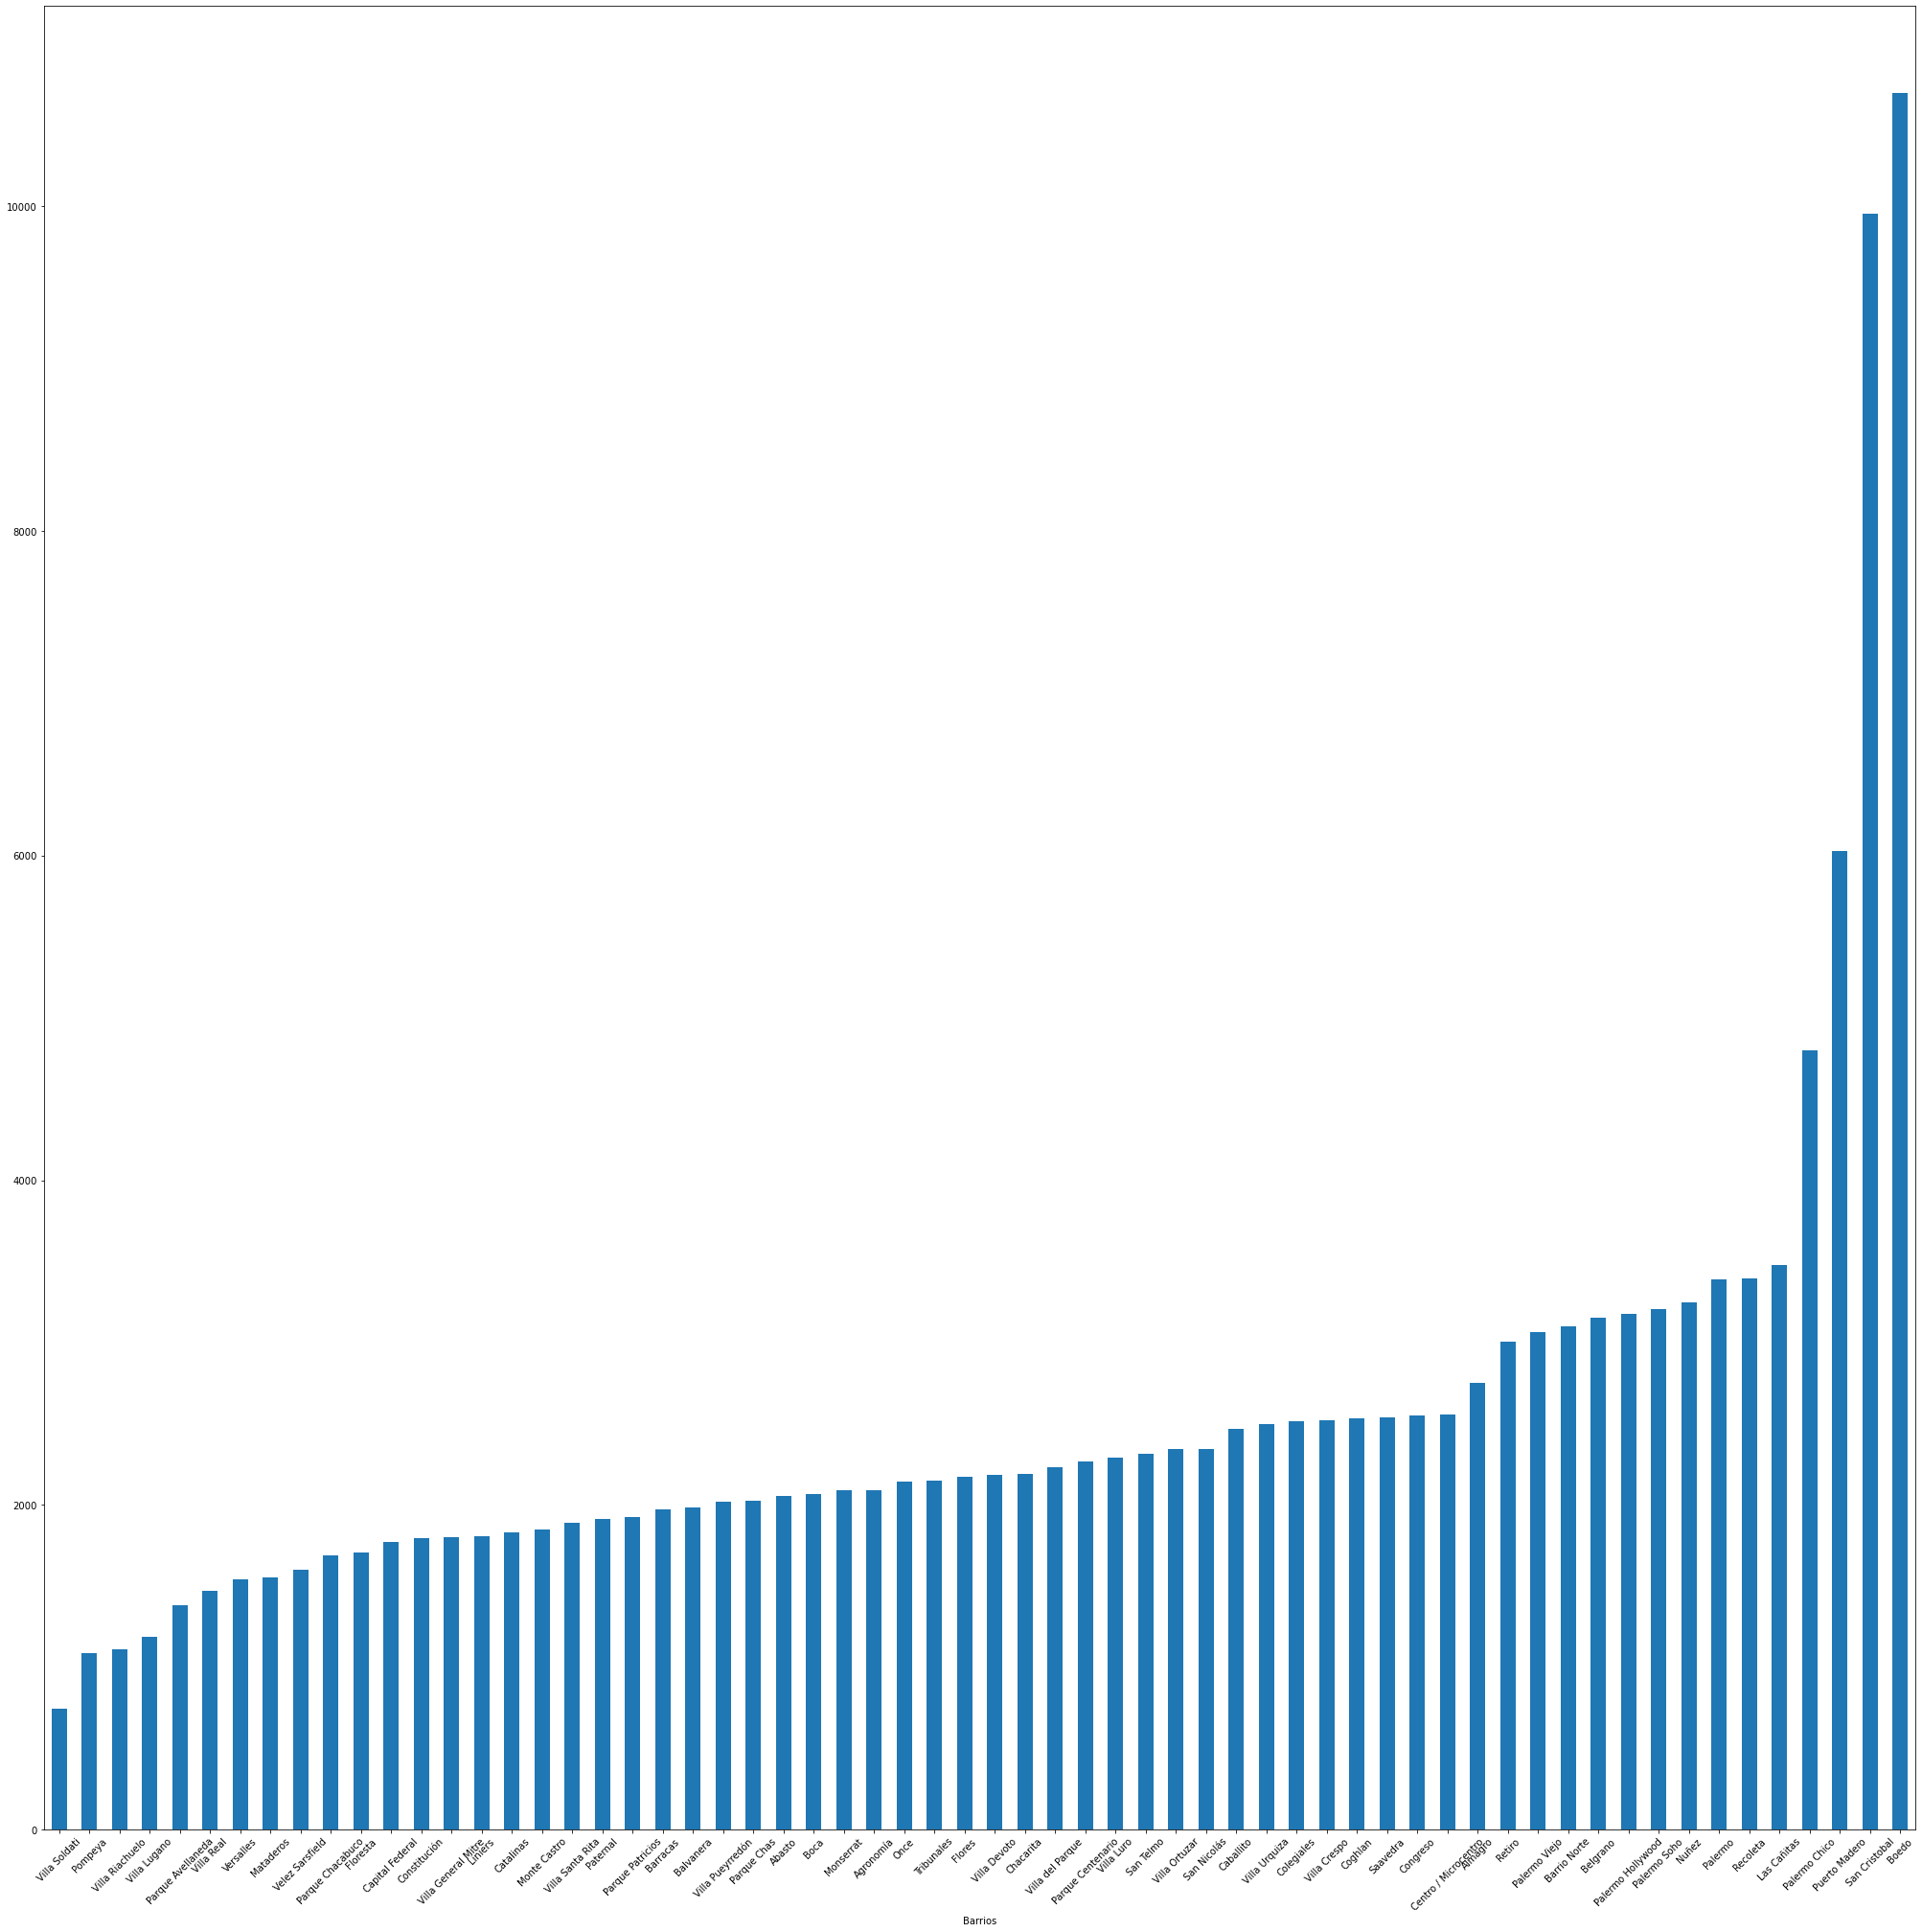 10000
8000
6000
4000
2000
0
Villa Soldati
Pompeya
Villa Riachuelo
Villa Lugano
Parque Avellaneda
Villa Real
Versalles
Mataderos
Velez Sarsfield
Parque Chacabuco
Floresta
Capital Federal
Constitución
Villa General Mitre
Liniers
Catalinas
Monte Castro
Villa Santa Rita
Paternal
Parque Patricios
Barracas
Balvanera
Villa Pueyrredón
Parque Chas
Abasto
Boca
Monserrat
Agronomía
Once
Tribunales
Flores
Villa Devoto
Chacarita
Villa del Parque
Parque Centenario
Villa Luro
San Telmo
Villa Ortuzar
San Nicolás
Caballito
Villa Urquiza
Colegiales
Villa Crespo
Coghlan
Saavedra
Congreso
Centro / Microcentro
Almagro
Retiro
Palermo Viejo
Barrio Norte
Belgrano
Palermo Hollywood
Palermo Soho
Nuñez
Palermo
Recoleta
Las Cañitas
Palermo Chico
Puerto Madero
San Cristobal
Boedo
Barrios